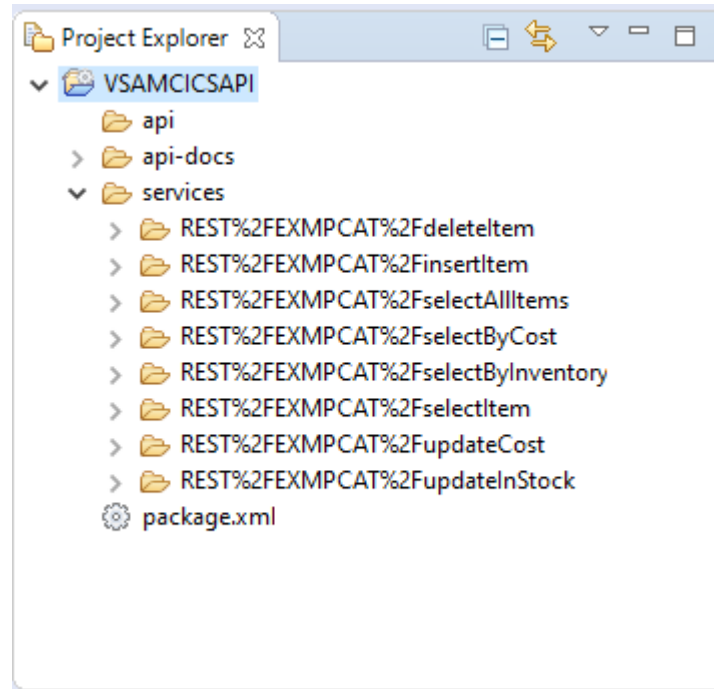 Project Explorer
VSAMCICSAPI
api
api-docs
services
REST%2FEXMPCAT%2FdeleteItem
REST%2FEXMPCAT%2FinsertItem
REST%2FEXMPCAT%2FselectAllItems
REST%2FEXMPCAT%2FselectByCost
REST%2FEXMPCAT%2FselectByInventory
REST%2FEXMPCAT%2FselectItem
REST%2FEXMPCAT%2FupdateCost
REST%2FEXMPCAT%2FupdateInStock
package.xml